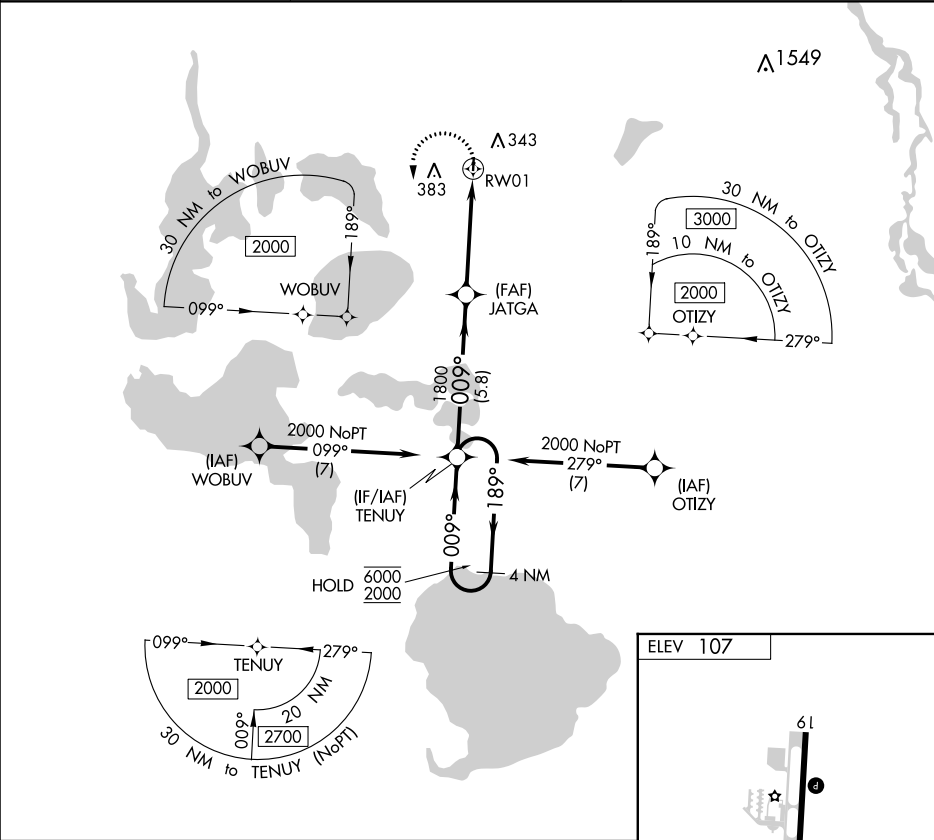 1549
343
383
RW01
30 NM to WOBUV
2000
189°
WOBUV
099°
30 NM to OTIZY
3000
10 NM to OTIZY
189°
2000
OTIZY
279°
(FAF)
JATGA
1800
009°
(5.8)
2000 NoPT
099°
(7)
(IAF)
WOBUV
2000 NoPT
279°
(7)
(IAF)
OTIZY
(IF/IAF)
TENUY
189°
009°
HOLD 6000
2000
4 NM
099°
TENUY
279°
2000
20 NM
009°
2700
30 NM to TENUY (NoPT)
ELEV 107
19
P